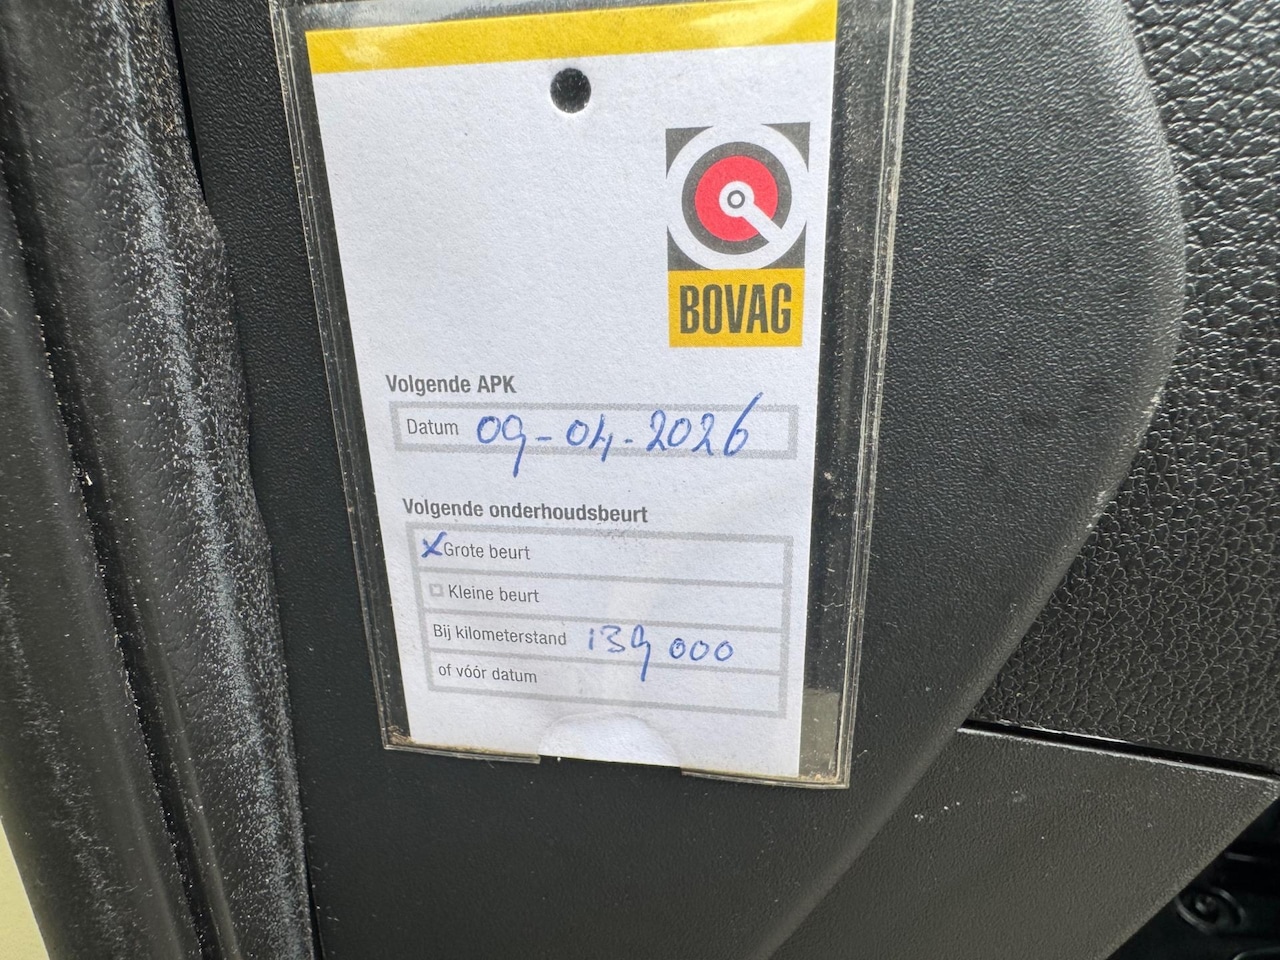 BOVAG
Volgende APK
Datum 09-04-2026
Volgende onderhoudsbeurt
x Grote beurt
Kleine beurt
Bij kilometerstand 139 000
of vóór datum